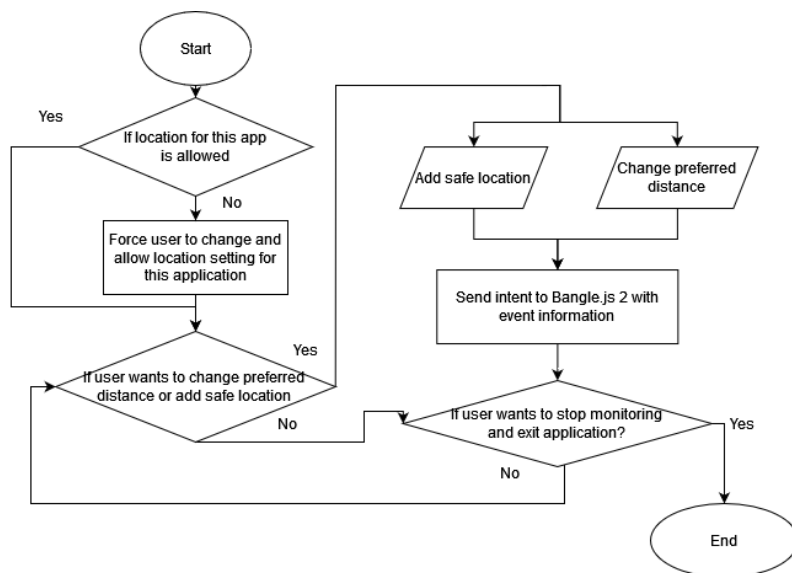 Start
Yes
If location for this app
is allowed
No
Force user to change and
allow location setting for
this application
Yes
If user wants to change preferred
distance or add safe location
No
Add safe location
Change preferred
distance
Send intent to Bangle.js 2 with
event information
If user wants to stop monitoring
and exit application?
Yes
No
End